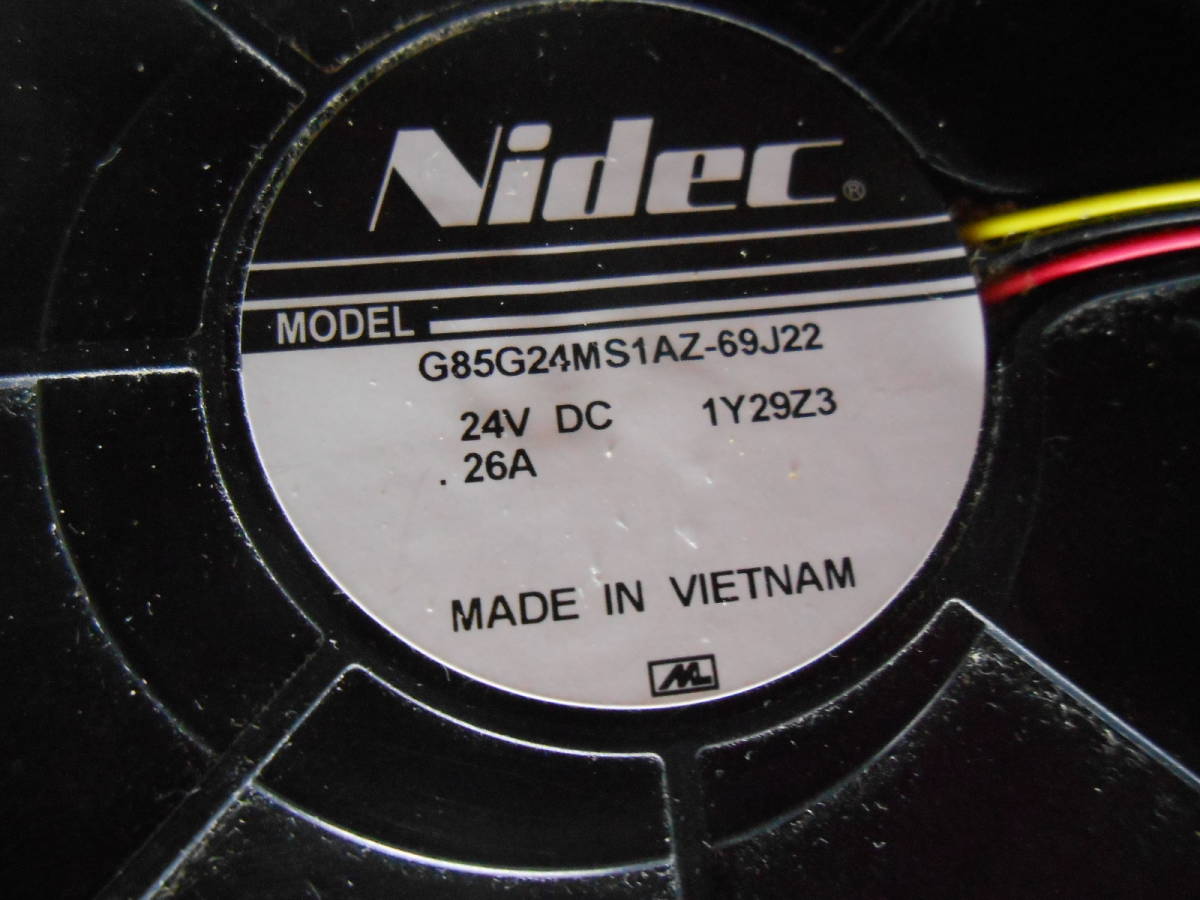 Nidec®
MODEL
G85G24MS1AZ-69J22
24V DC 1Y29Z3
. 26A
MADE IN VIETNAM